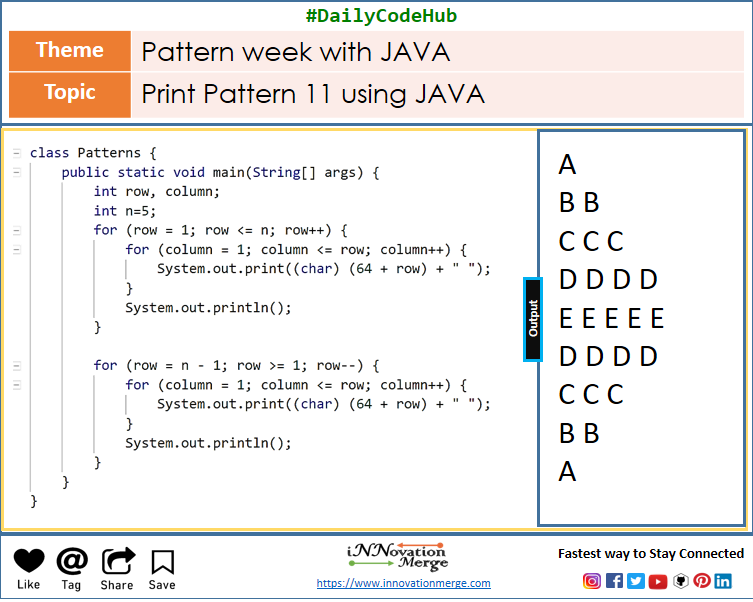 #DailyCodeHub
Theme
Pattern week with JAVA
Topic
Print Pattern 11 using JAVA
class Patterns {
    public static void main(String[] args) {
        int row, column;
        int n=5;
        for (row = 1; row <= n; row++) {
            for (column = 1; column <= row; column++) {
                System.out.print((char) (64 + row) + " ");
            }
            System.out.println();
        }
        for (row = n - 1; row >= 1; row--) {
            for (column = 1; column <= row; column++) {
                System.out.print((char) (64 + row) + " ");
            }
            System.out.println();
        }
    }
}
Output
A
B B
C C C
D D D D
E E E E E
D D D D
C C C
B B
A
Like
Tag
Share
Save
iNNovation
Merge
https://www.innovationmerge.com
Fastest way to Stay Connected